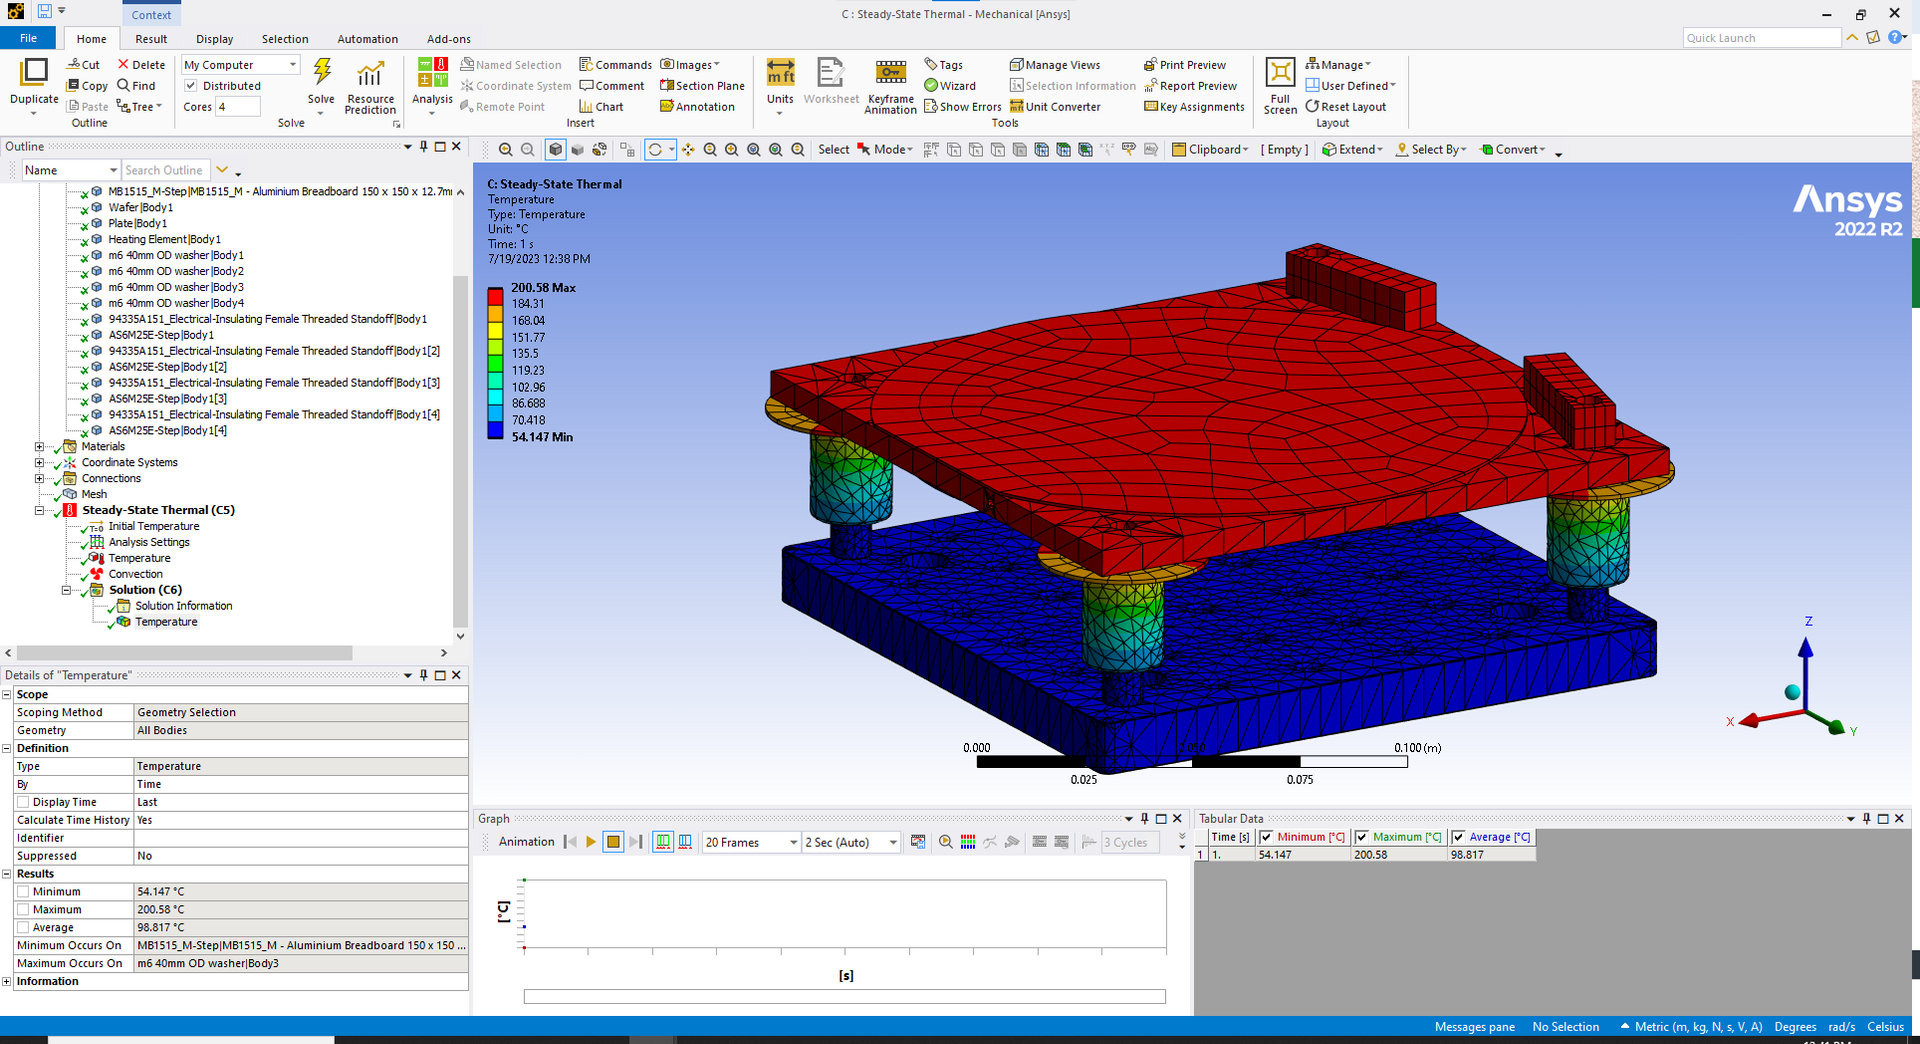 Context
C : Steady-State Thermal - Mechanical [Ansys]
File
Home
Result
Display
Selection
Automation
Add-ons
Quick Launch
Duplicate
Cut
Copy
Paste
Delete
Find
Tree
Outline
My Computer
Distributed
Cores 4
Solve
Resource Prediction
Solve
Analysis
Named Selection
Coordinate System
Remote Point
Commands
Comment
Chart
Images
Section Plane
Annotation
Insert
m ft
Units
Worksheet
Keyframe Animation
Tags
Wizard
Show Errors
Manage Views
Selection Information
Unit Converter
Print Preview
Report Preview
Key Assignments
Tools
Full Screen
Manage
User Defined
Reset Layout
Layout
Outline
Name
Search Outline
MB1515_M-Step|MB1515_M - Aluminium Breadboard 150 x 150 x 12.7m
Wafer|Body1
Plate|Body1
Heating Element|Body1
m6 40mm OD washer|Body1
m6 40mm OD washer|Body2
m6 40mm OD washer|Body3
m6 40mm OD washer|Body4
94335A151_Electrical-Insulating Female Threaded Standoff|Body1
AS6M25E-Step|Body1
94335A151_Electrical-Insulating Female Threaded Standoff|Body1[2]
AS6M25E-Step|Body1[2]
94335A151_Electrical-Insulating Female Threaded Standoff|Body1[3]
AS6M25E-Step|Body1[3]
94335A151_Electrical-Insulating Female Threaded Standoff|Body1[4]
AS6M25E-Step|Body1[4]
Materials
Coordinate Systems
Connections
Mesh
Steady-State Thermal (C5)
Initial Temperature
Analysis Settings
Temperature
Convection
Solution (C6)
Solution Information
Temperature
Details of "Temperature"
Scope
Scoping Method Geometry Selection
Geometry All Bodies
Definition
Type Temperature
By Time
Display Time Last
Calculate Time History Yes
Identifier
Suppressed No
Results
Minimum 54.147 °C
Maximum 200.58 °C
Average 98.817 °C
Minimum Occurs On MB1515_M-Step|MB1515_M - Aluminium Breadboard 150 x 150 ...
Maximum Occurs On m6 40mm OD washer|Body3
Information
Select
Mode
Clipboard
[ Empty ]
Extend
Select By
Convert
C: Steady-State Thermal
Temperature
Type: Temperature
Unit: °C
Time: 1 s
7/19/2023 12:38 PM
200.58 Max
184.31
168.04
151.77
135.5
119.23
102.96
86.688
70.418
54.147 Min
Ansys
2022 R2
Z
X
Y
0.000
0.100 (m)
0.025
0.075
Graph
Animation
20 Frames
2 Sec (Auto)
3 Cycles
[°C]
[s]
Tabular Data
Time [s] Minimum [°C] Maximum [°C] Average [°C]
1 1. 54.147 200.58 98.817
Messages pane
No Selection
Metric (m, kg, N, s, V, A)
Degrees
rad/s
Celsius